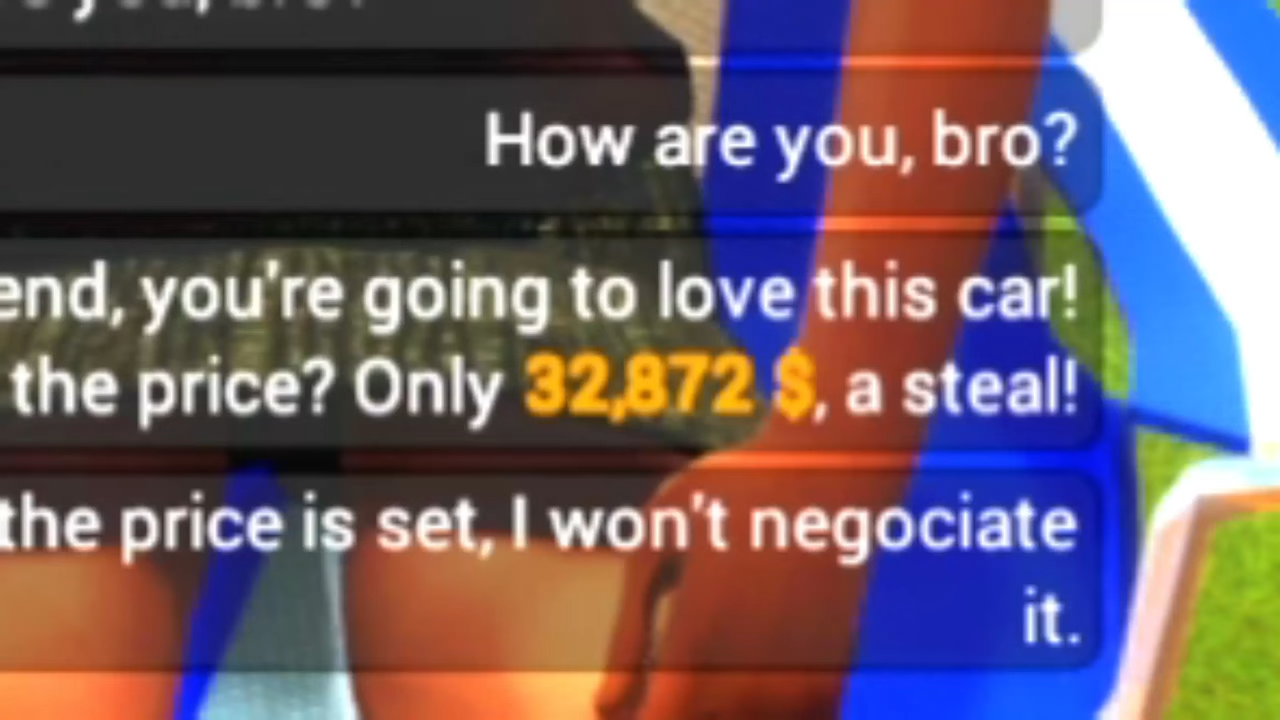 How are you, bro?
end, you're going to love this car!
the price? Only 32,872 $, a steal!
the price is set, I won't negociate
it.